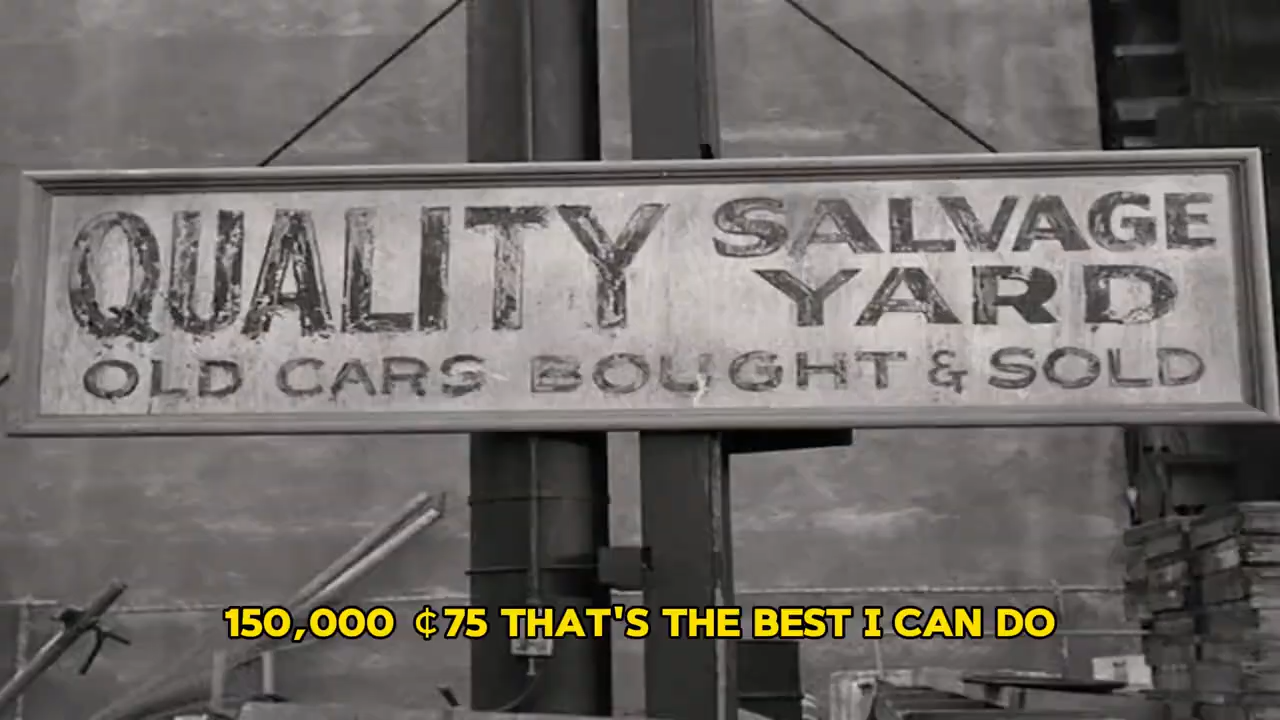 QUALITY SALVAGE YARD
OLD CARS BOUGHT & SOLD
150,000 ¢75 THAT'S THE BEST I CAN DO